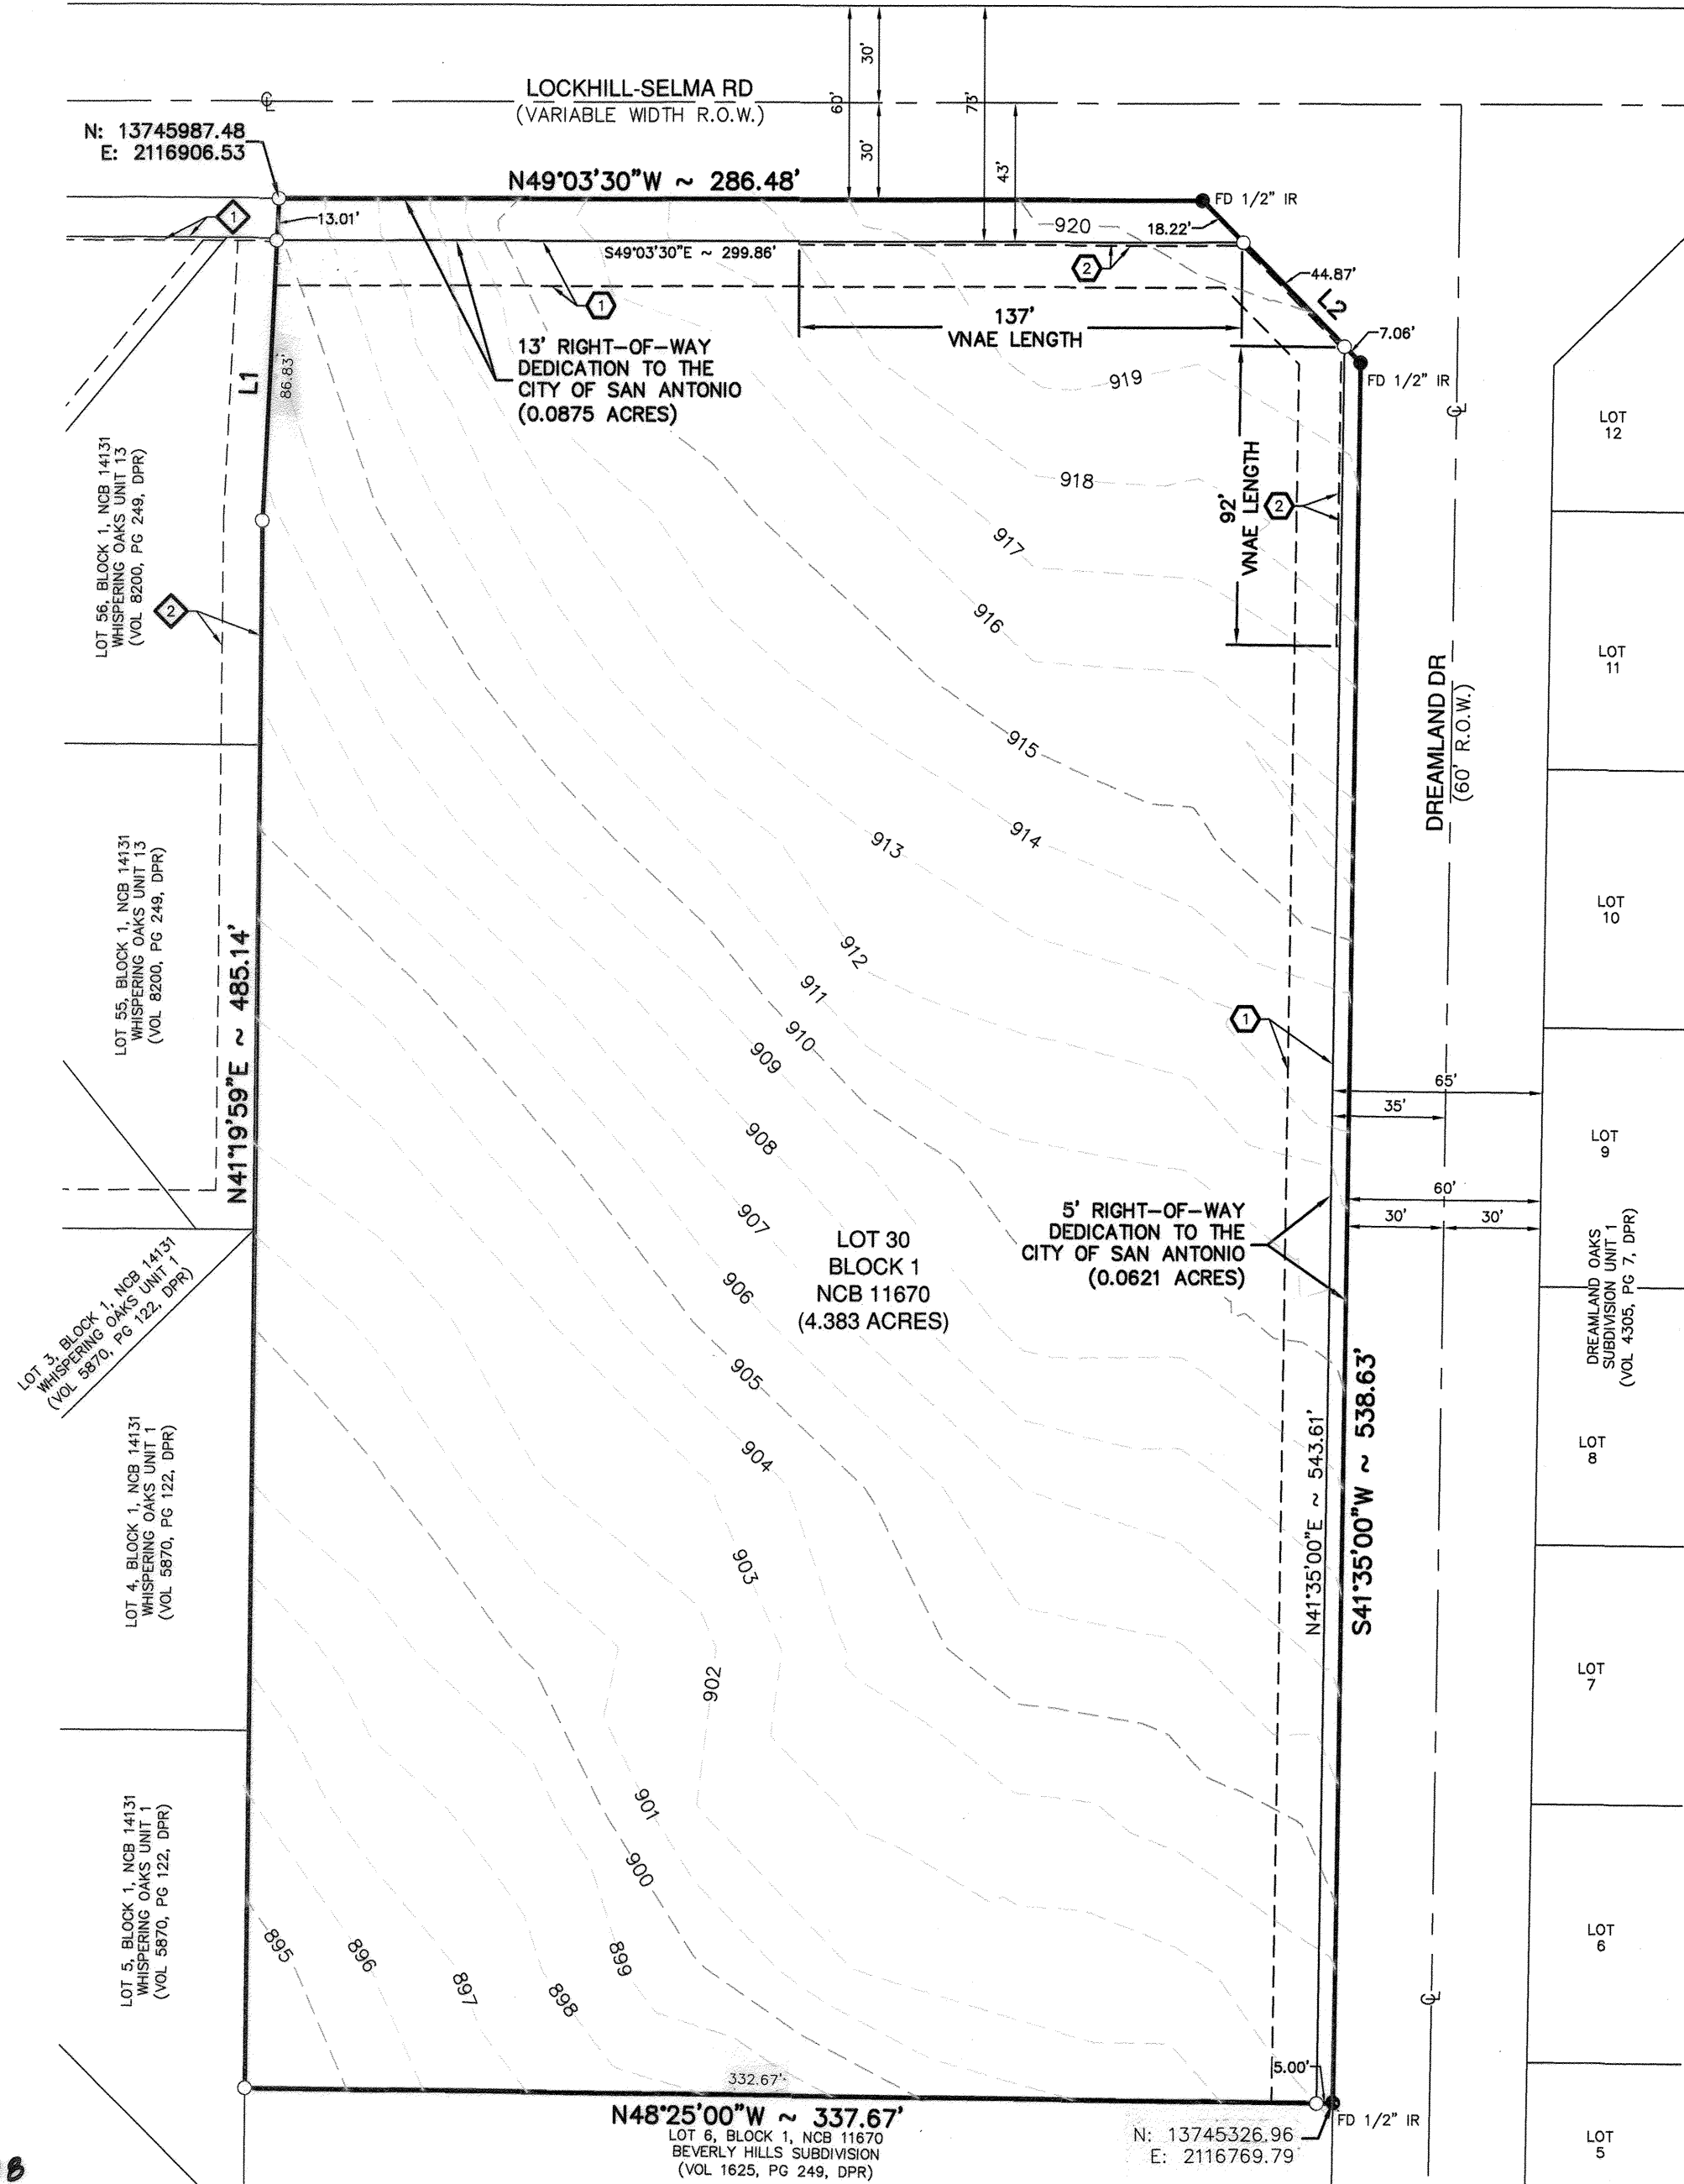 LOCKHILL-SELMA RD
(VARIABLE WIDTH R.O.W.)
30'
60'
30'
73'
43'
N: 13745987.48
E: 2116906.53
N49°03'30"W ~ 286.48'
FD 1/2" IR
1
13.01'
920
18.22'
S49°03'30"E ~ 299.86'
2
44.87'
L2
1
137'
VNAE LENGTH
7.06'
FD 1/2" IR
13' RIGHT-OF-WAY
DEDICATION TO THE
CITY OF SAN ANTONIO
(0.0875 ACRES)
L1
86.83'
919
918
917
916
915
914
913
912
911
910
909
908
907
906
905
904
903
902
901
900
899
898
897
896
895
92'
VNAE LENGTH
2
LOT 56, BLOCK 1, NCB 14131
WHISPERING OAKS UNIT 13
(VOL 8200, PG 249, DPR)
2
LOT 55, BLOCK 1, NCB 14131
WHISPERING OAKS UNIT 13
(VOL 8200, PG 249, DPR)
N41°19'59"E ~ 485.14'
LOT 3, BLOCK 1, NCB 14131
WHISPERING OAKS UNIT 1
(VOL 5870, PG 122, DPR)
LOT 4, BLOCK 1, NCB 14131
WHISPERING OAKS UNIT 1
(VOL 5870, PG 122, DPR)
LOT 5, BLOCK 1, NCB 14131
WHISPERING OAKS UNIT 1
(VOL 5870, PG 122, DPR)
LOT 30
BLOCK 1
NCB 11670
(4.383 ACRES)
1
5' RIGHT-OF-WAY
DEDICATION TO THE
CITY OF SAN ANTONIO
(0.0621 ACRES)
DREAMLAND DR
(60' R.O.W.)
65'
35'
60'
30'
30'
N41°35'00"E ~ 543.61'
S41°35'00"W ~ 538.63'
LOT
12
LOT
11
LOT
10
LOT
9
DREAMLAND OAKS
SUBDIVISION UNIT 1
(VOL 4305, PG 7, DPR)
LOT
8
LOT
7
LOT
6
LOT
5
332.67'
5.00'
N48°25'00"W ~ 337.67'
LOT 6, BLOCK 1, NCB 11670
BEVERLY HILLS SUBDIVISION
(VOL 1625, PG 249, DPR)
FD 1/2" IR
N: 13745326.96
E: 2116769.79
8